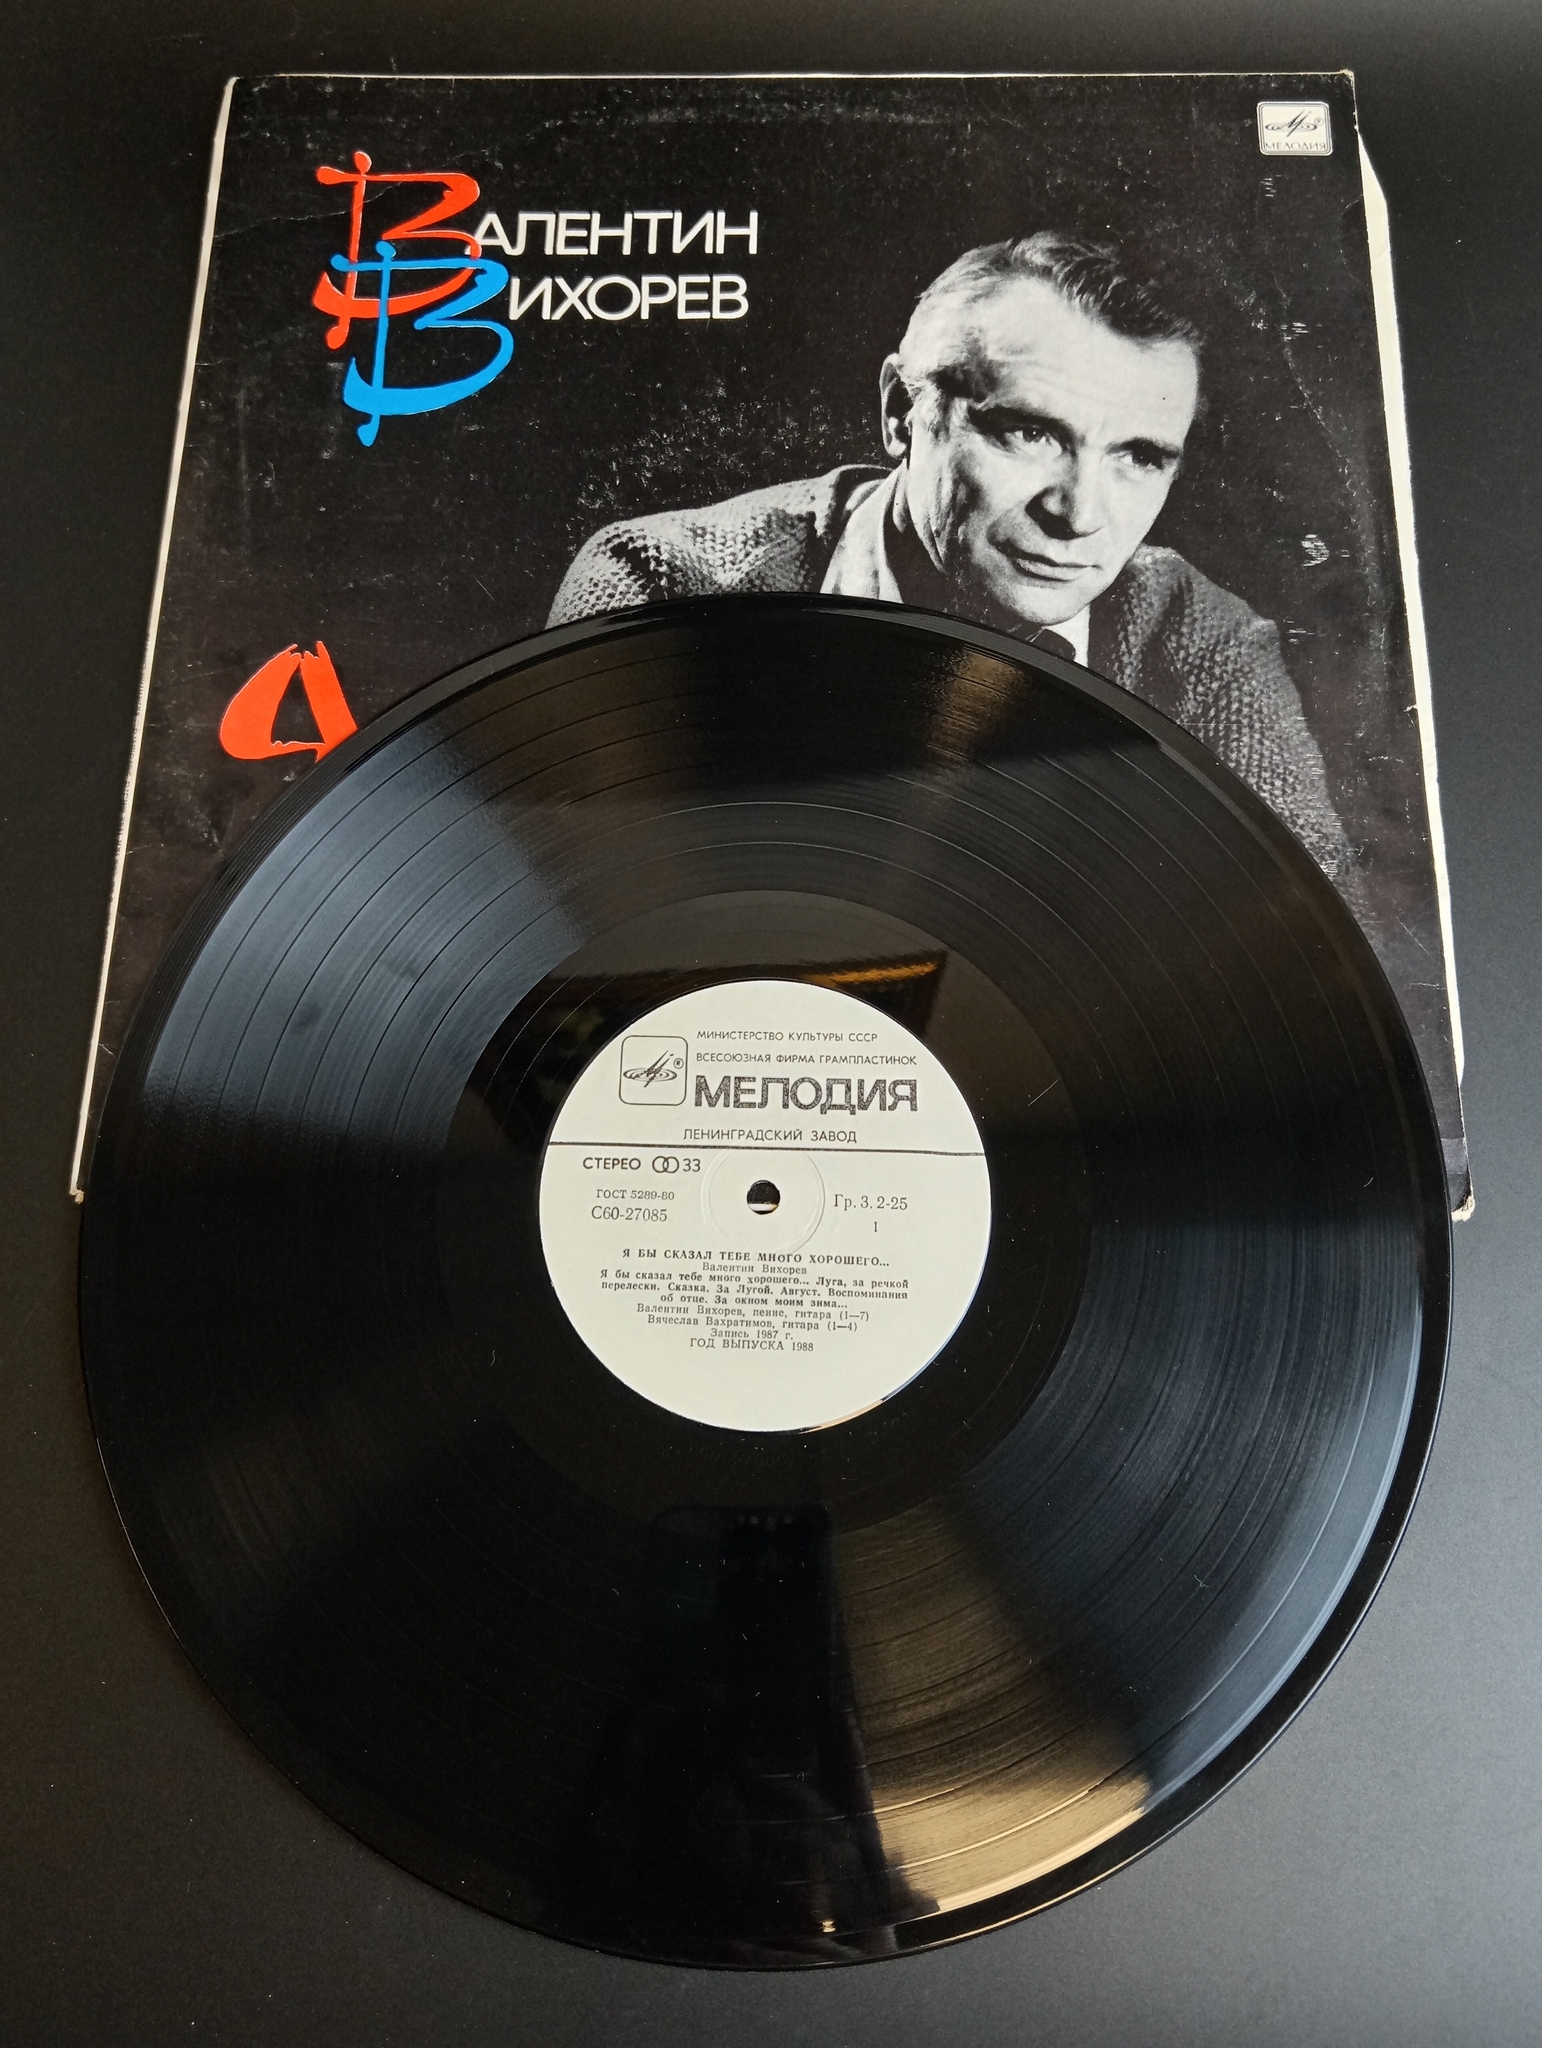 ВАЛЕНТИН
ВИХОРЕВ
МЕЛОДИЯ
Я
МИНИСТЕРСТВО КУЛЬТУРЫ СССР
ВСЕСОЮЗНАЯ ФИРМА ГРАМПЛАСТИНОК
МЕЛОДИЯ
ЛЕНИНГРАДСКИЙ ЗАВОД
СТЕРЕО 33
ГОСТ 5289-80
С60-27085
Гр. 3. 2-25
1
Я БЫ СКАЗАЛ ТЕБЕ МНОГО ХОРОШЕГО...
Валентин Вихорев
Я бы сказал тебе много хорошего... Луга, за речкой
перелески. Сказка. За Лугой. Август. Воспоминания
об отце. За окном моим зима...
Валентин Вихорев, пение, гитара (1—7)
Вячеслав Вахратимов, гитара (1—4)
Запись 1987 г.
ГОД ВЫПУСКА 1988